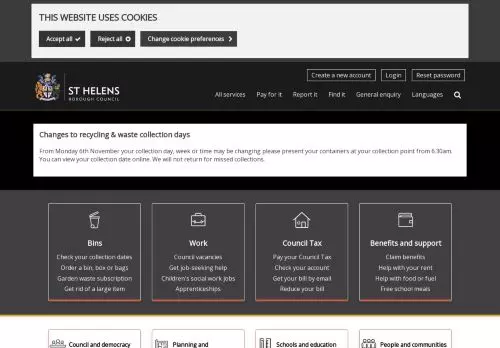 THIS WEBSITE USES COOKIES
Accept all
Reject all
Change cookie preferences
Create a new account
Login
Reset password
ST HELENS
BOROUGH COUNCIL
All services
Pay for it
Report it
Find it
General enquiry
Languages
Changes to recycling & waste collection days
From Monday 6th November your collection day, week or time may be changing please present your containers at your collection point from 6:30am.
You can view your collection date online. We will not return for missed collections.
Bins
Check your collection dates
Order a bin, box or bags
Garden waste subscription
Get rid of a large item
Work
Council vacancies
Get job-seeking help
Children's social work jobs
Apprenticeships
Council Tax
Pay your Council Tax
Check your account
Get your bill by email
Reduce your bill
Benefits and support
Claim benefits
Help with your rent
Help with food or fuel
Free school meals
Council and democracy
Planning and
Schools and education
People and communities